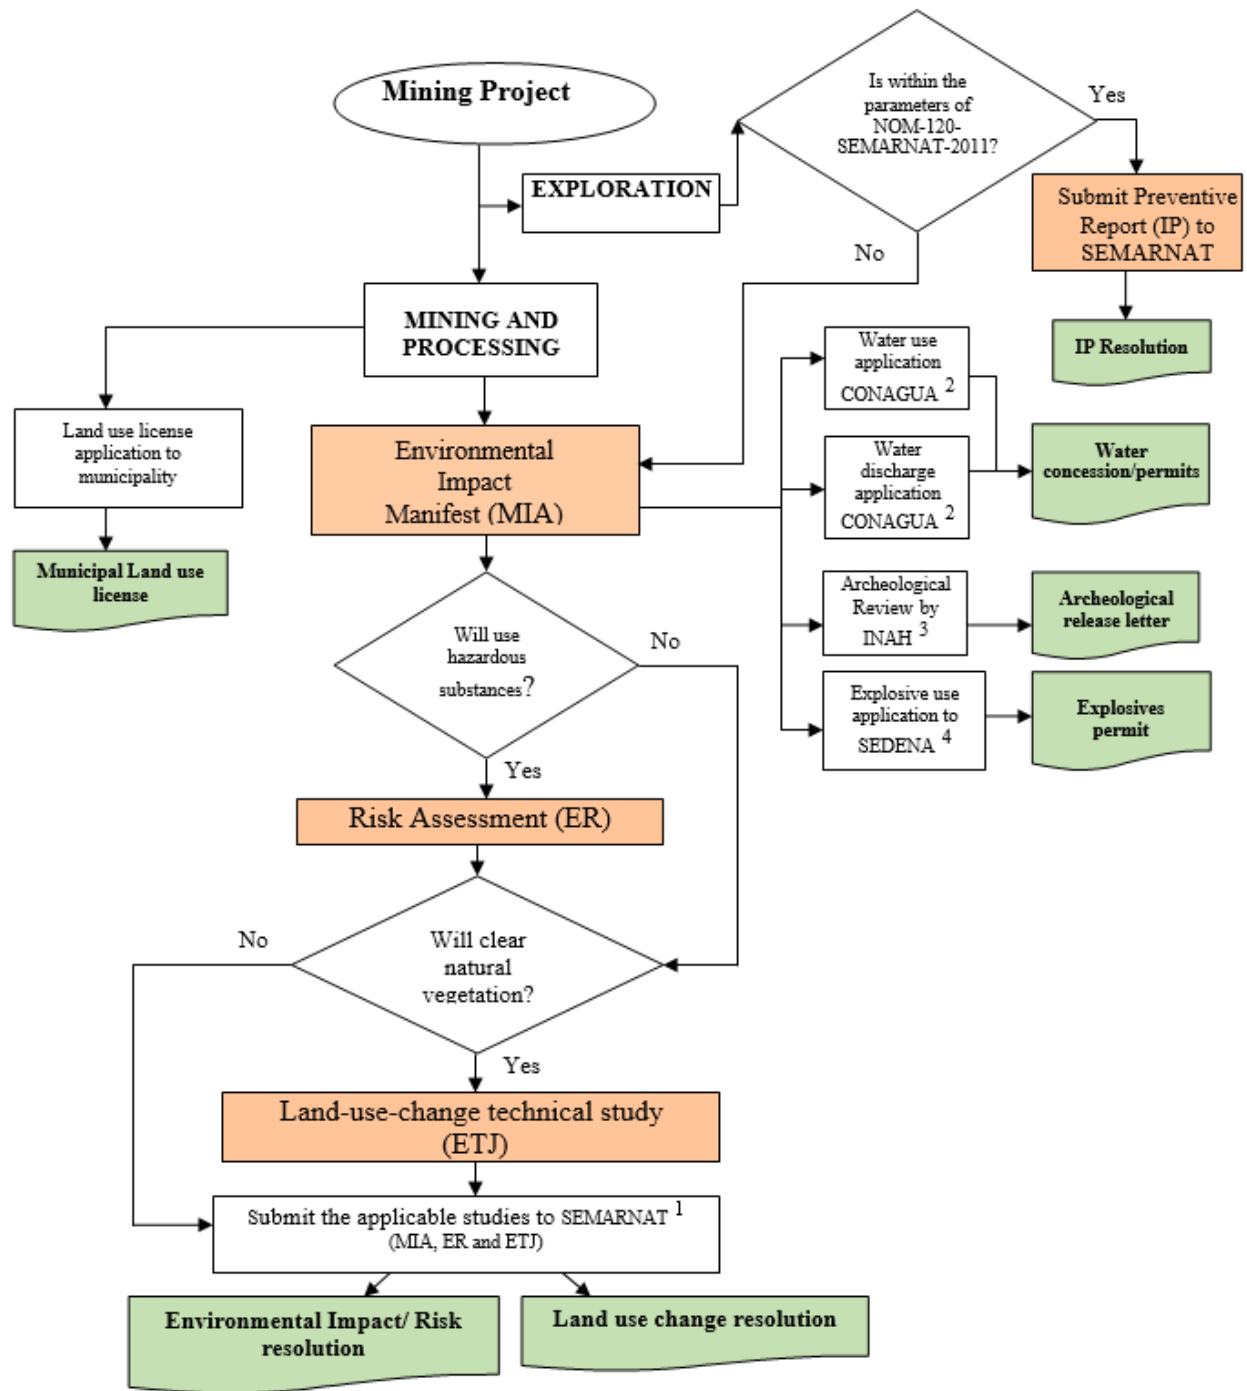 Mining Project
EXPLORATION
Is within the
parameters of
NOM-120-
SEMARNAT-2011?
Yes
Submit Preventive
Report (IP) to
SEMARNAT
No
IP Resolution
MINING AND
PROCESSING
Land use license
application to
municipality
Municipal Land use
license
Environmental
Impact
Manifest (MIA)
Water use
application
CONAGUA 2
Water
discharge
application
CONAGUA 2
Water
concession/permits
Archeological
Review by
INAH 3
Archeological
release letter
Explosive use
application to
SEDENA 4
Explosives
permit
Will use
hazardous
substances?
No
Yes
Risk Assessment (ER)
Will clear
natural
vegetation?
No
Yes
Land-use-change technical study
(ETJ)
Submit the applicable studies to SEMARNAT 1
(MIA, ER and ETJ)
Environmental Impact/ Risk
resolution
Land use change resolution